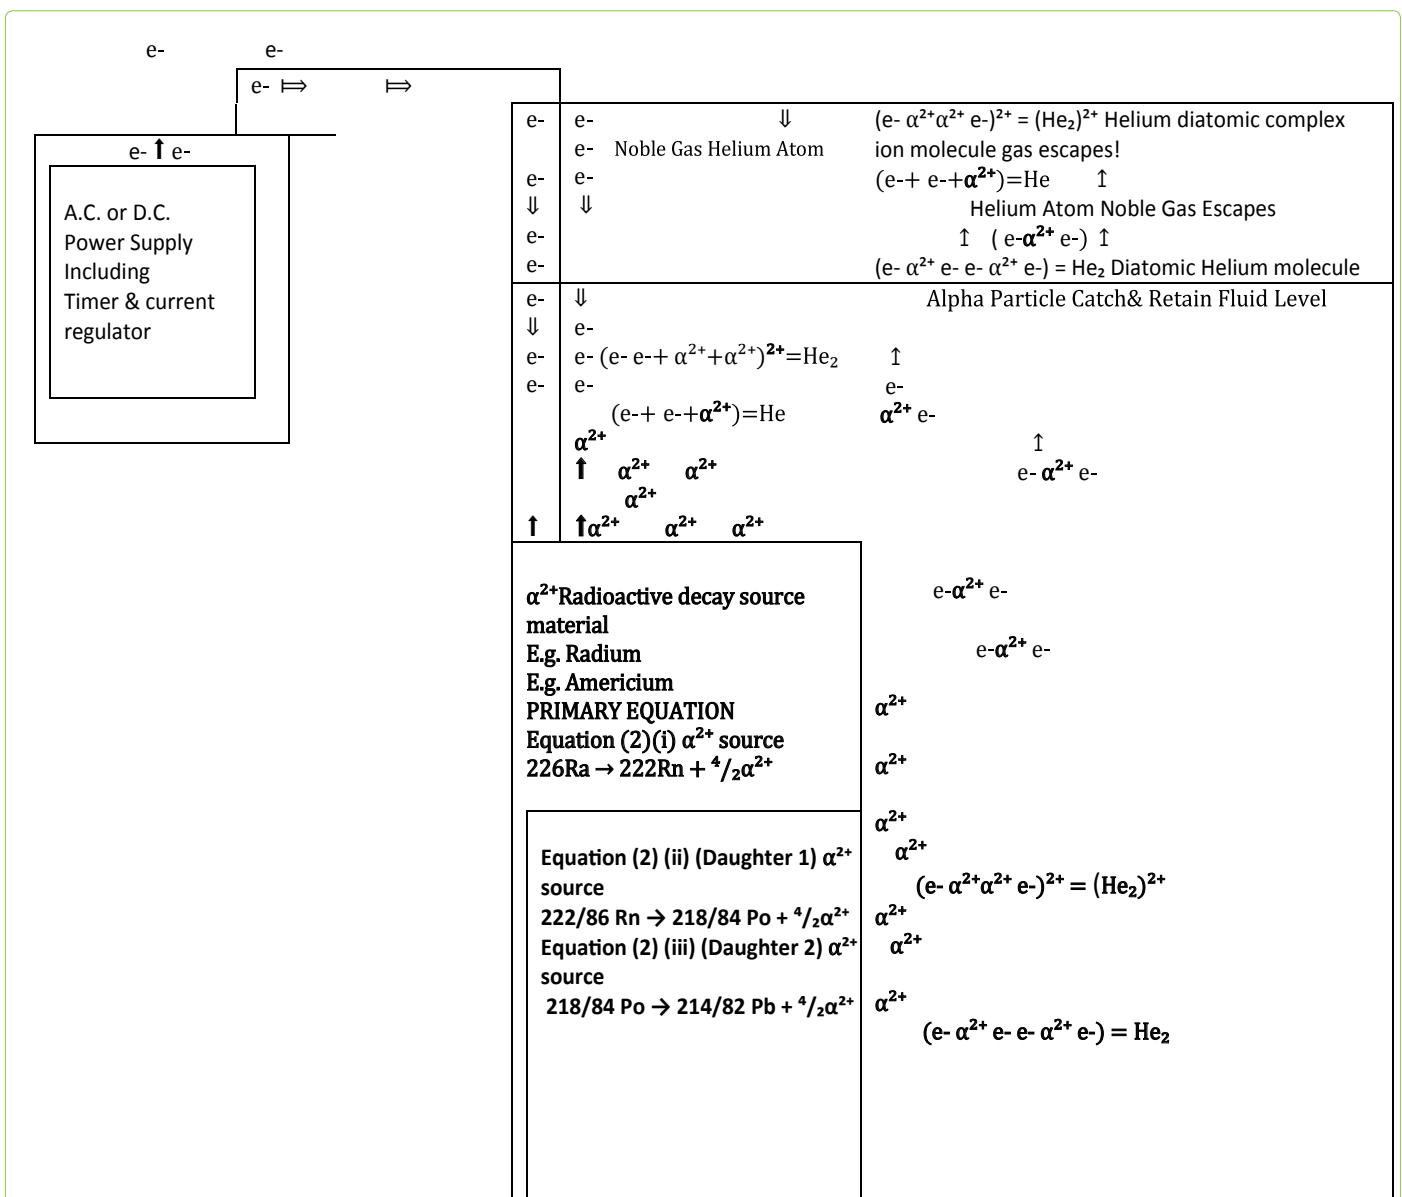 e- e-
e- ⤇ ⤇
e- ⬆ e-
A.C. or D.C.
Power Supply
Including
Timer & current
regulator
e- e- ⇓ (e- α²⁺α²⁺ e-)²⁺ = (He₂)²⁺ Helium diatomic complex
e- Noble Gas Helium Atom ion molecule gas escapes!
e- e- (e-+ e-+α²⁺)=He ↥
⇓ ⇓ Helium Atom Noble Gas Escapes
e- ↥ ( e-α²⁺ e-) ↥
e- (e- α²⁺ e- e- α²⁺ e-) = He₂ Diatomic Helium molecule
e- ⇓ Alpha Particle Catch& Retain Fluid Level
⇓ e-
e- e- (e- e-+ α²⁺+α²⁺)²⁺=He₂ ↥
e- e- e-
(e-+ e-+α²⁺)=He α²⁺ e-
α²⁺ ↥
⬆ α²⁺ α²⁺ e- α²⁺ e-
α²⁺
⬆ ⬆α²⁺ α²⁺ α²⁺
α²⁺Radioactive decay source
material
E.g. Radium
E.g. Americium
PRIMARY EQUATION
Equation (2)(i) α²⁺ source
226Ra → 222Rn + ⁴/₂α²⁺
e-α²⁺ e-
e-α²⁺ e-
α²⁺
α²⁺
α²⁺
Equation (2) (ii) (Daughter 1) α²⁺
source
222/86 Rn → 218/84 Po + ⁴/₂α²⁺
Equation (2) (iii) (Daughter 2) α²⁺
source
218/84 Po → 214/82 Pb + ⁴/₂α²⁺
α²⁺
(e- α²⁺α²⁺ e-)²⁺ = (He₂)²⁺
α²⁺
α²⁺
α²⁺
(e- α²⁺ e- e- α²⁺ e-) = He₂